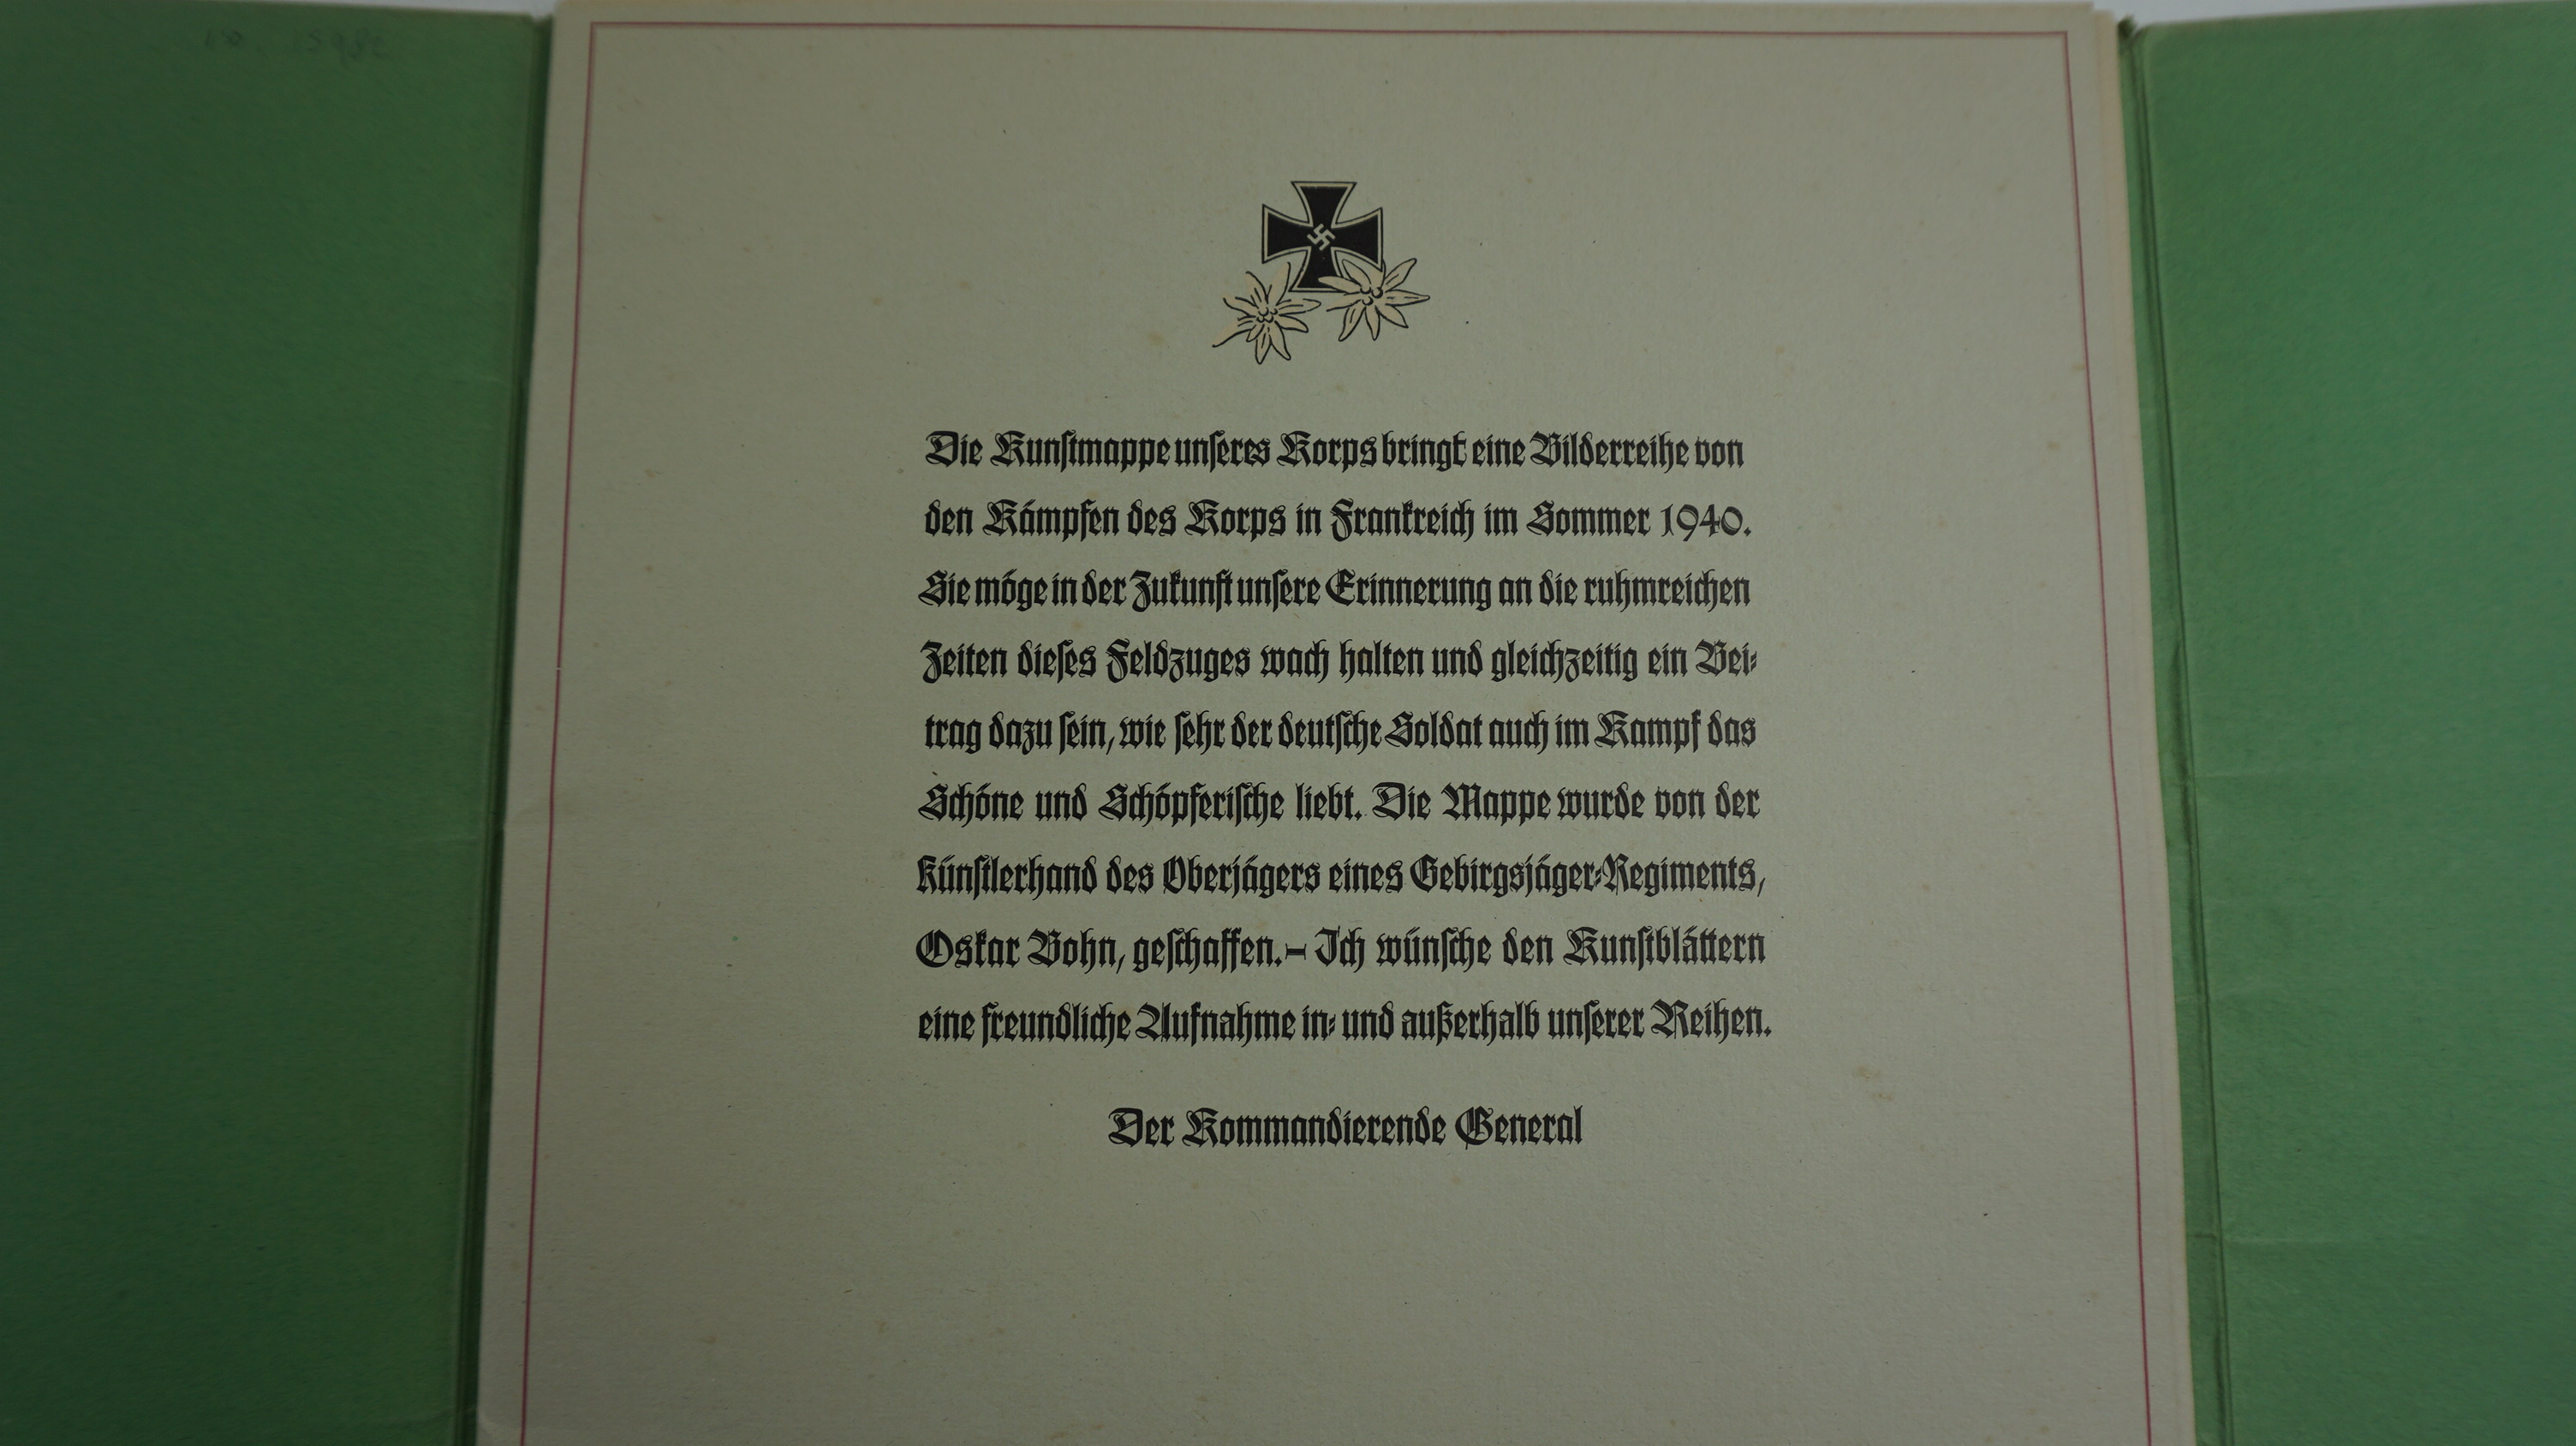 Die Kunstmappe unseres Korps bringt eine Bilderreihe von
den Kämpfen des Korps in Frankreich im Sommer 1940.
Sie möge in der Zukunft unsere Erinnerung an die ruhmreichen
Zeiten dieses Feldzuges wach halten und gleichzeitig ein Bei-
trag dazu sein, wie sehr der deutsche Soldat auch im Kampf das
Schöne und Schöpferische liebt. Die Mappe wurde von der
Künstlerhand des Oberjägers eines Gebirgsjäger-Regiments,
Oskar Bohn, geschaffen.– Ich wünsche den Kunstblättern
eine freundliche Aufnahme in- und außerhalb unserer Reihen.
Der Kommandierende General